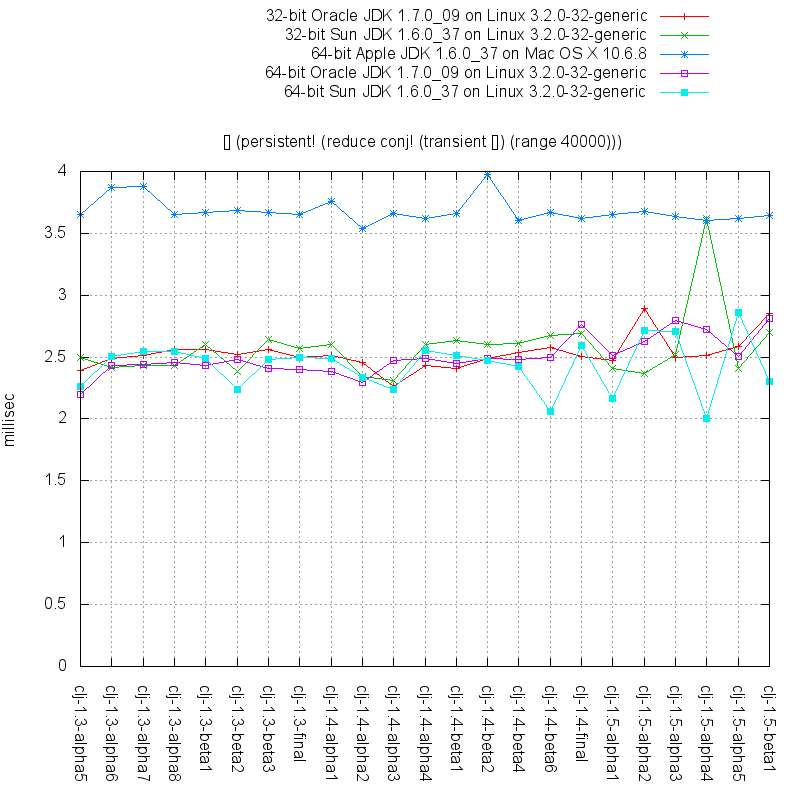 32-bit Oracle JDK 1.7.0_09 on Linux 3.2.0-32-generic
32-bit Sun JDK 1.6.0_37 on Linux 3.2.0-32-generic
64-bit Apple JDK 1.6.0_37 on Mac OS X 10.6.8
64-bit Oracle JDK 1.7.0_09 on Linux 3.2.0-32-generic
64-bit Sun JDK 1.6.0_37 on Linux 3.2.0-32-generic
[] (persistent! (reduce conj! (transient []) (range 40000)))
4
3.5
3
2.5
2
1.5
1
0.5
0
millisec
clj-1.3-alpha5
clj-1.3-alpha6
clj-1.3-alpha7
clj-1.3-alpha8
clj-1.3-beta1
clj-1.3-beta2
clj-1.3-beta3
clj-1.3-final
clj-1.4-alpha1
clj-1.4-alpha2
clj-1.4-alpha3
clj-1.4-alpha4
clj-1.4-beta1
clj-1.4-beta2
clj-1.4-beta4
clj-1.4-beta6
clj-1.4-final
clj-1.5-alpha1
clj-1.5-alpha2
clj-1.5-alpha3
clj-1.5-alpha4
clj-1.5-alpha5
clj-1.5-beta1